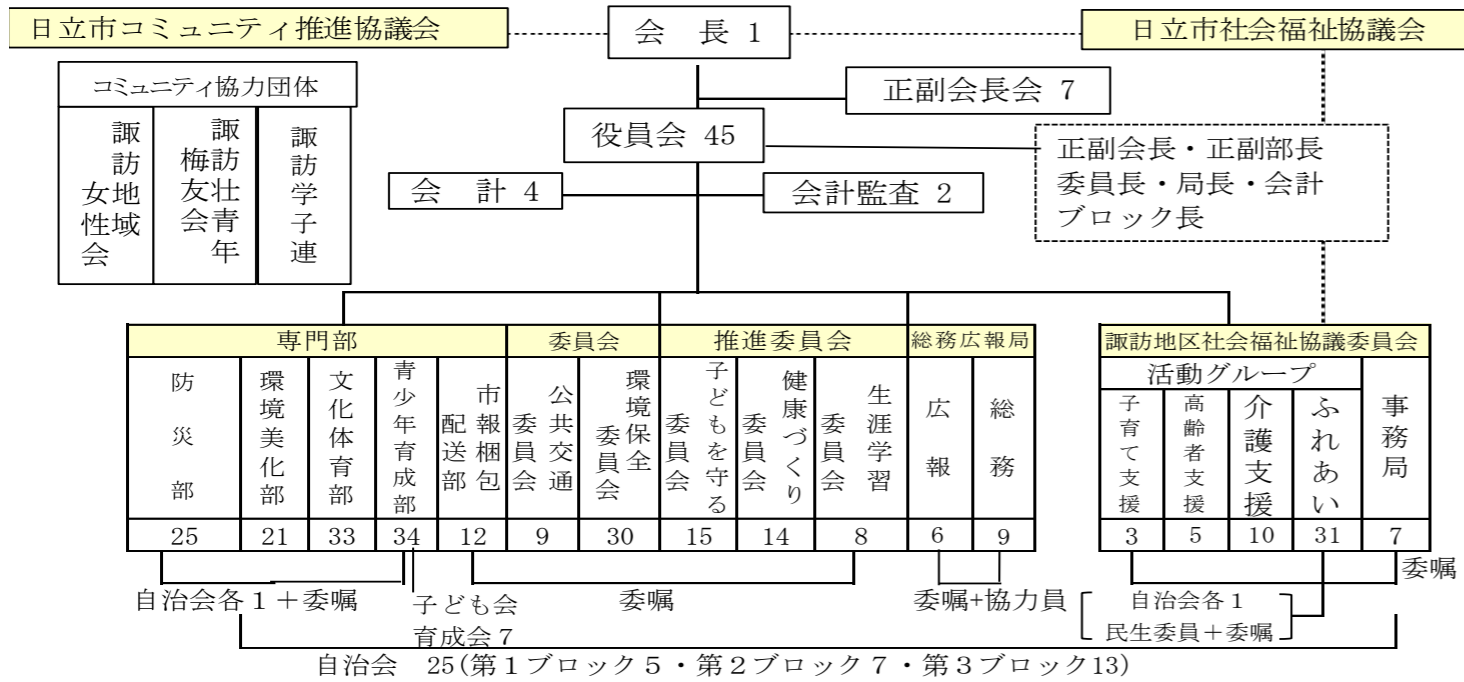 日立市コミュニティ推進協議会
会　長 1
日立市社会福祉協議会
コミュニティ協力団体
諏訪地域女性会
諏訪壮青年梅友会
諏訪学子連
正副会長会 7
役員会 45
正副会長・正副部長
委員長・局長・会計
ブロック長
会　計 4
会計監査 2
専門部
委員会
推進委員会
総務広報局
諏訪地区社会福祉協議委員会
活動グループ
防災部
環境美化部
文化体育部
青少年育成部
市報梱包配送部
公共交通委員会
環境保全委員会
子どもを守る委員会
健康づくり委員会
生涯学習委員会
広報
総務
子育て支援
高齢者支援
介護支援
ふれあい
事務局
25 21 33 34 12 9 30 15 14 8 6 9 3 5 10 31 7
自治会各１＋委嘱
子ども会
育成会７
委嘱
委嘱+協力員
自治会各１
民生委員＋委嘱
委嘱
自治会　25(第１ブロック５・第２ブロック７・第３ブロック13)